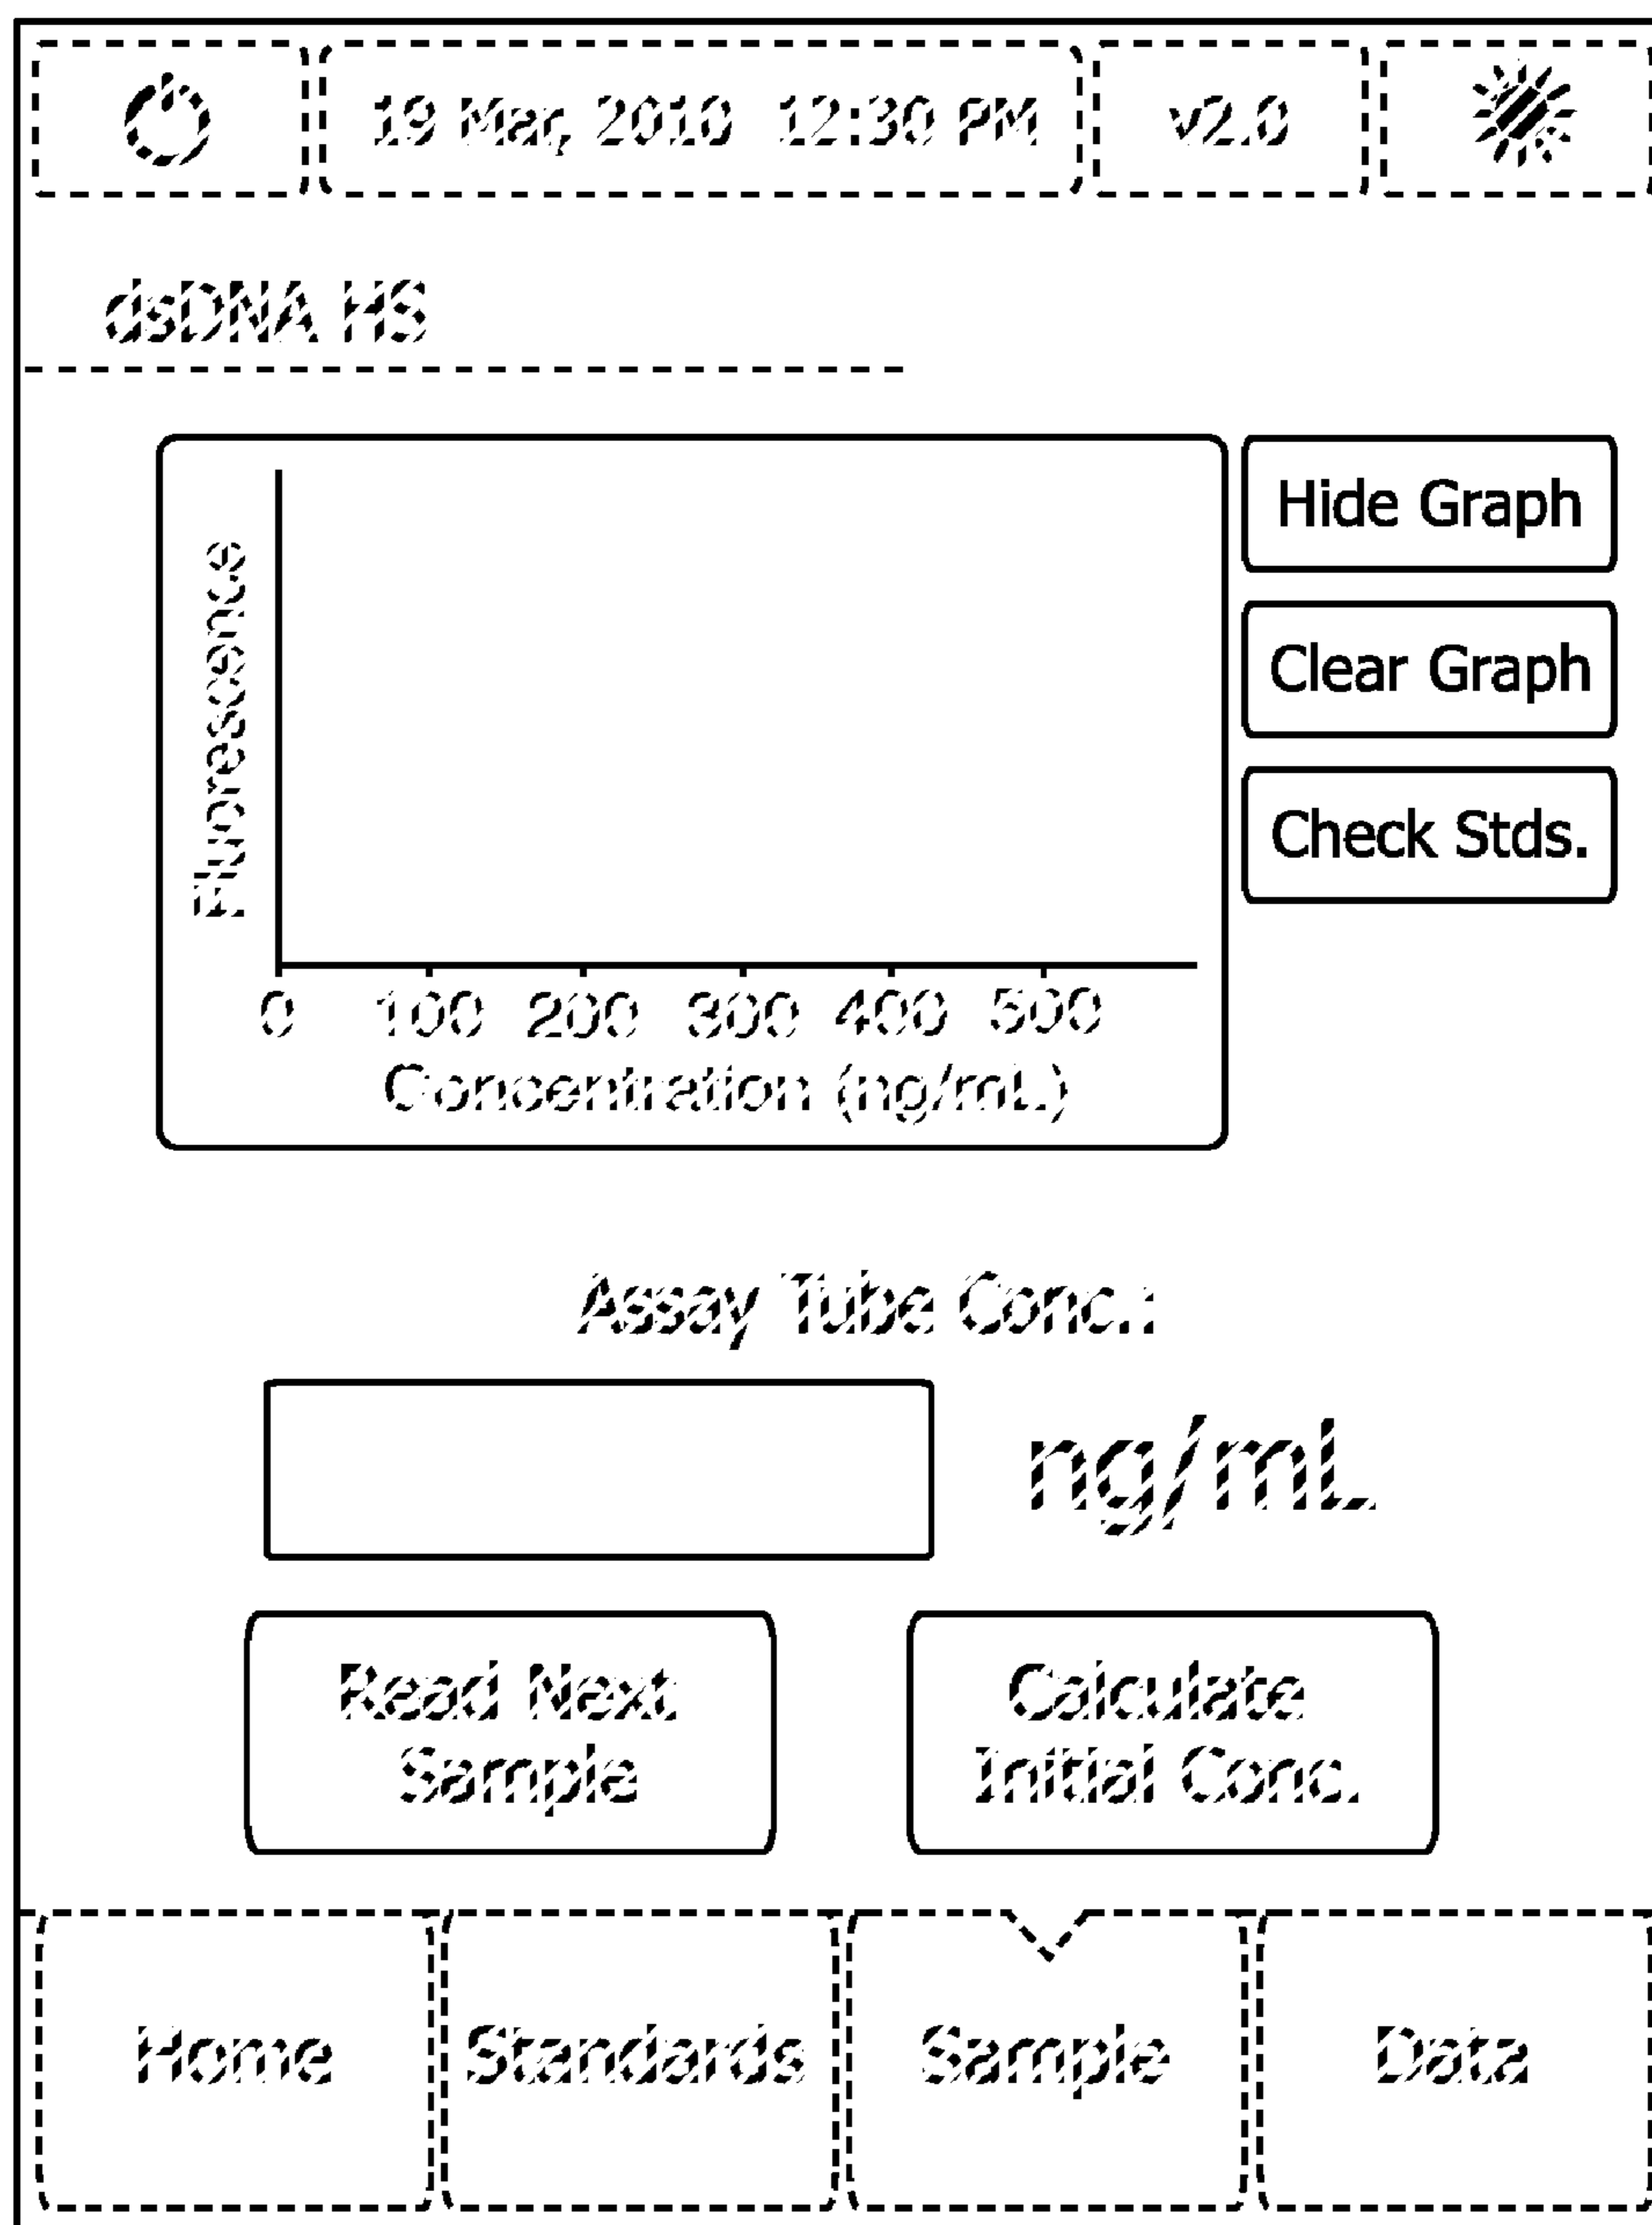 19 Mar, 2010 12:30 PM v2.0
dsDNA HS
Hide Graph
Clear Graph
Check Stds.
Fluorescence
0 100 200 300 400 500
Concentration (ng/mL)
Assay Tube Conc.:
ng/mL
Read Next
Sample
Calculate
Initial Conc.
Home Standards Sample Data